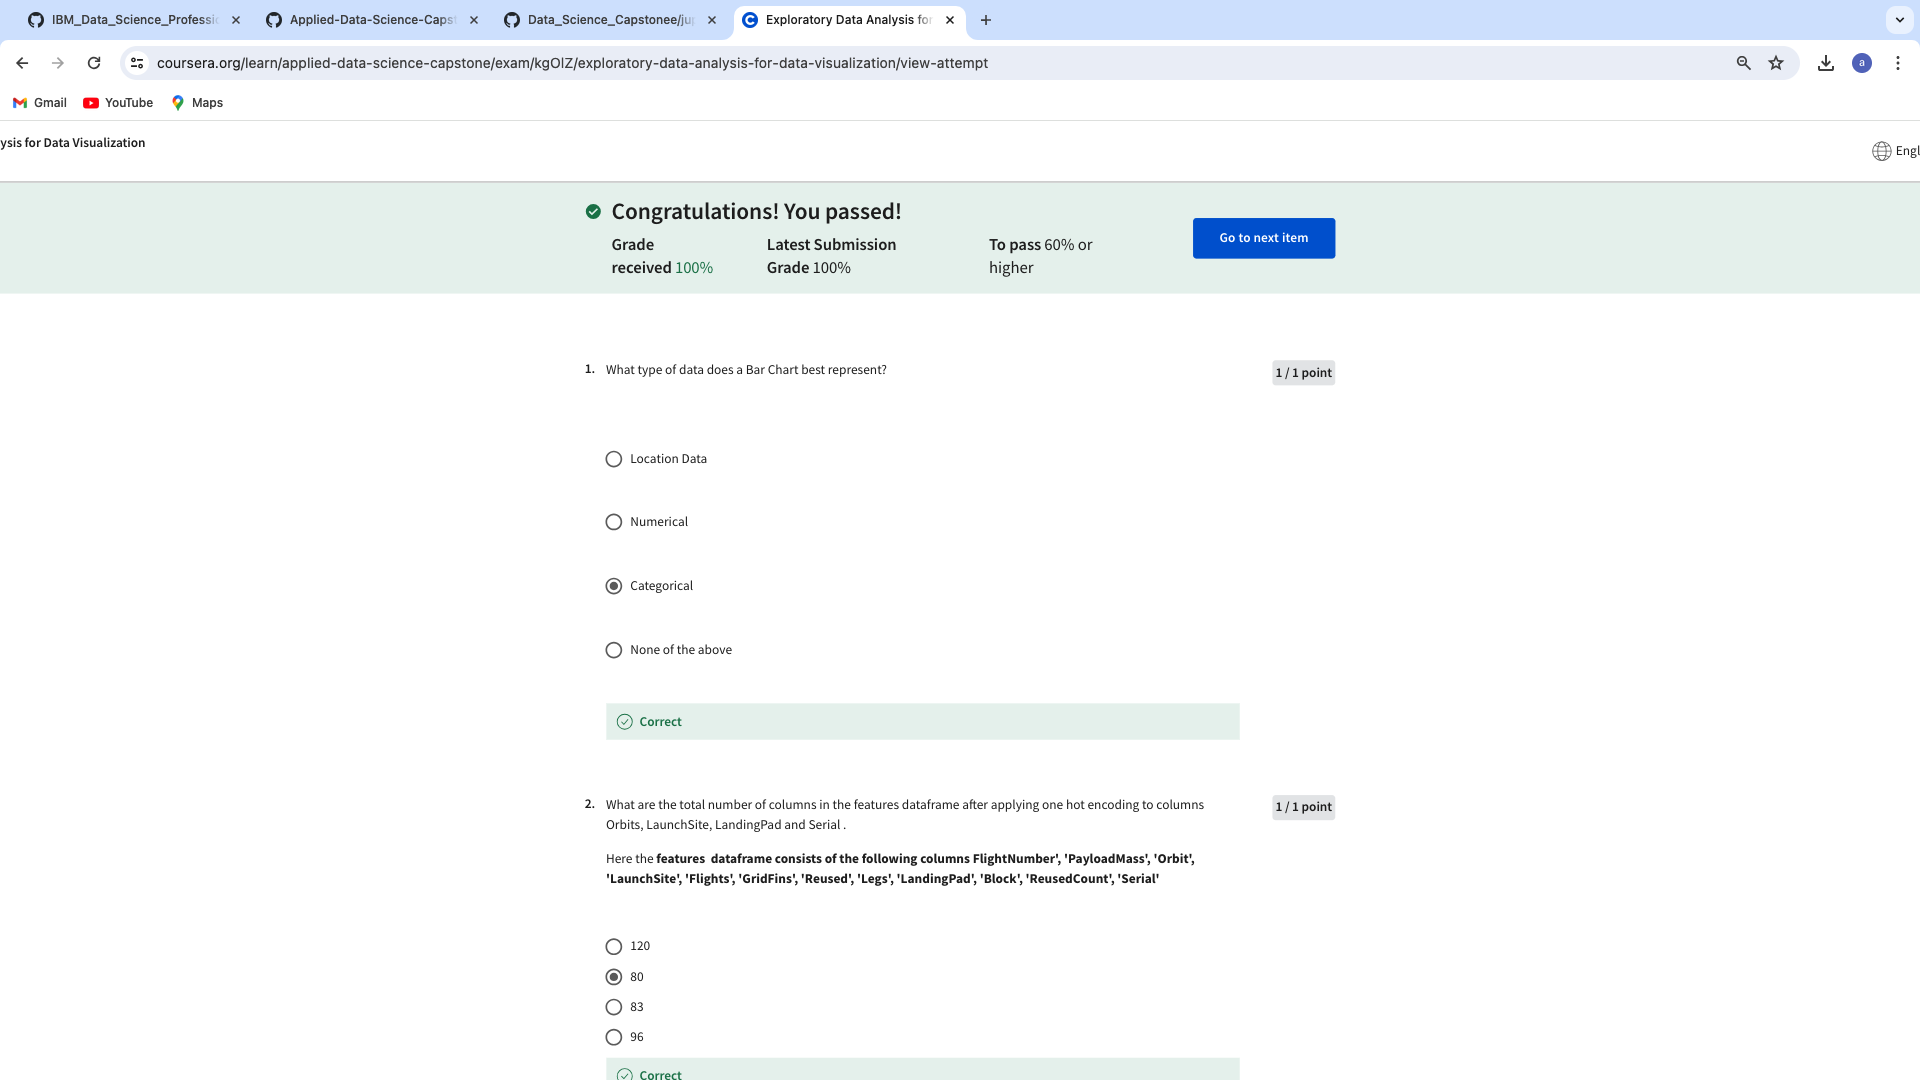 IBM_Data_Science_Professi
Applied-Data-Science-Caps
Data_Science_Capstonee/ju
Exploratory Data Analysis for
coursera.org/learn/applied-data-science-capstone/exam/kgOlZ/exploratory-data-analysis-for-data-visualization/view-attempt
a
Gmail
YouTube
Maps
ysis for Data Visualization
Engl
Congratulations! You passed!
Grade received 100%
Latest Submission Grade 100%
To pass 60% or higher
Go to next item
1. What type of data does a Bar Chart best represent?
1 / 1 point
Location Data
Numerical
Categorical
None of the above
Correct
2. What are the total number of columns in the features dataframe after applying one hot encoding to columns
Orbits, LaunchSite, LandingPad and Serial .
1 / 1 point
Here the features dataframe consists of the following columns FlightNumber', 'PayloadMass', 'Orbit',
'LaunchSite', 'Flights', 'GridFins', 'Reused', 'Legs', 'LandingPad', 'Block', 'ReusedCount', 'Serial'
120
80
83
96
Correct